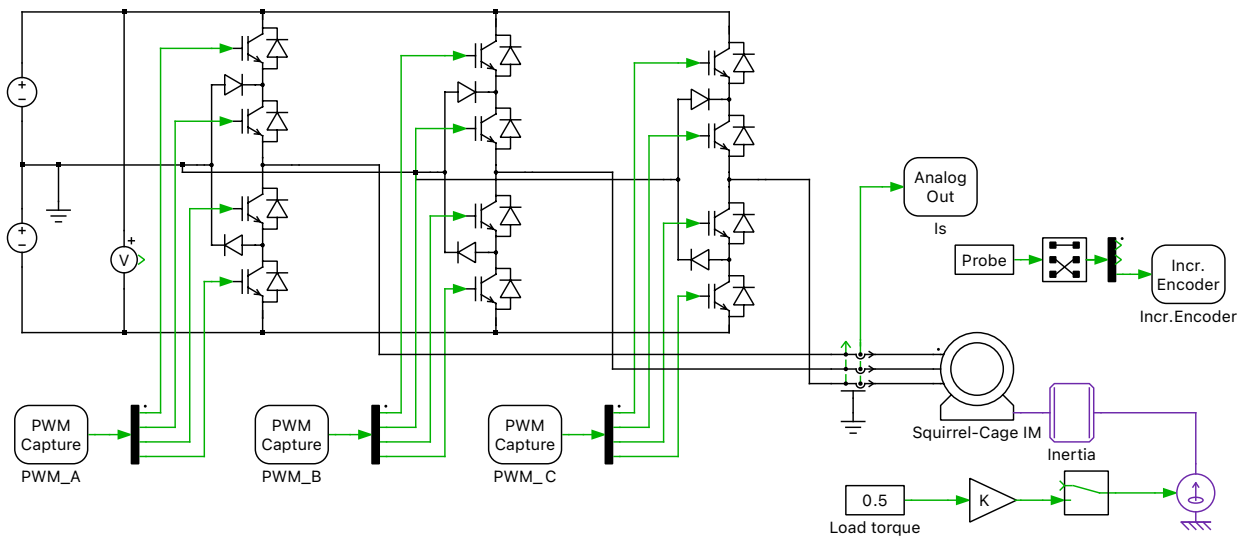 +
−
+
−
+
V
Analog
Out
Is
Probe
Incr.
Encoder
Incr.Encoder
PWM
Capture
PWM_A
PWM
Capture
PWM_B
PWM
Capture
PWM_C
Squirrel-Cage IM
Inertia
0.5
Load torque
K